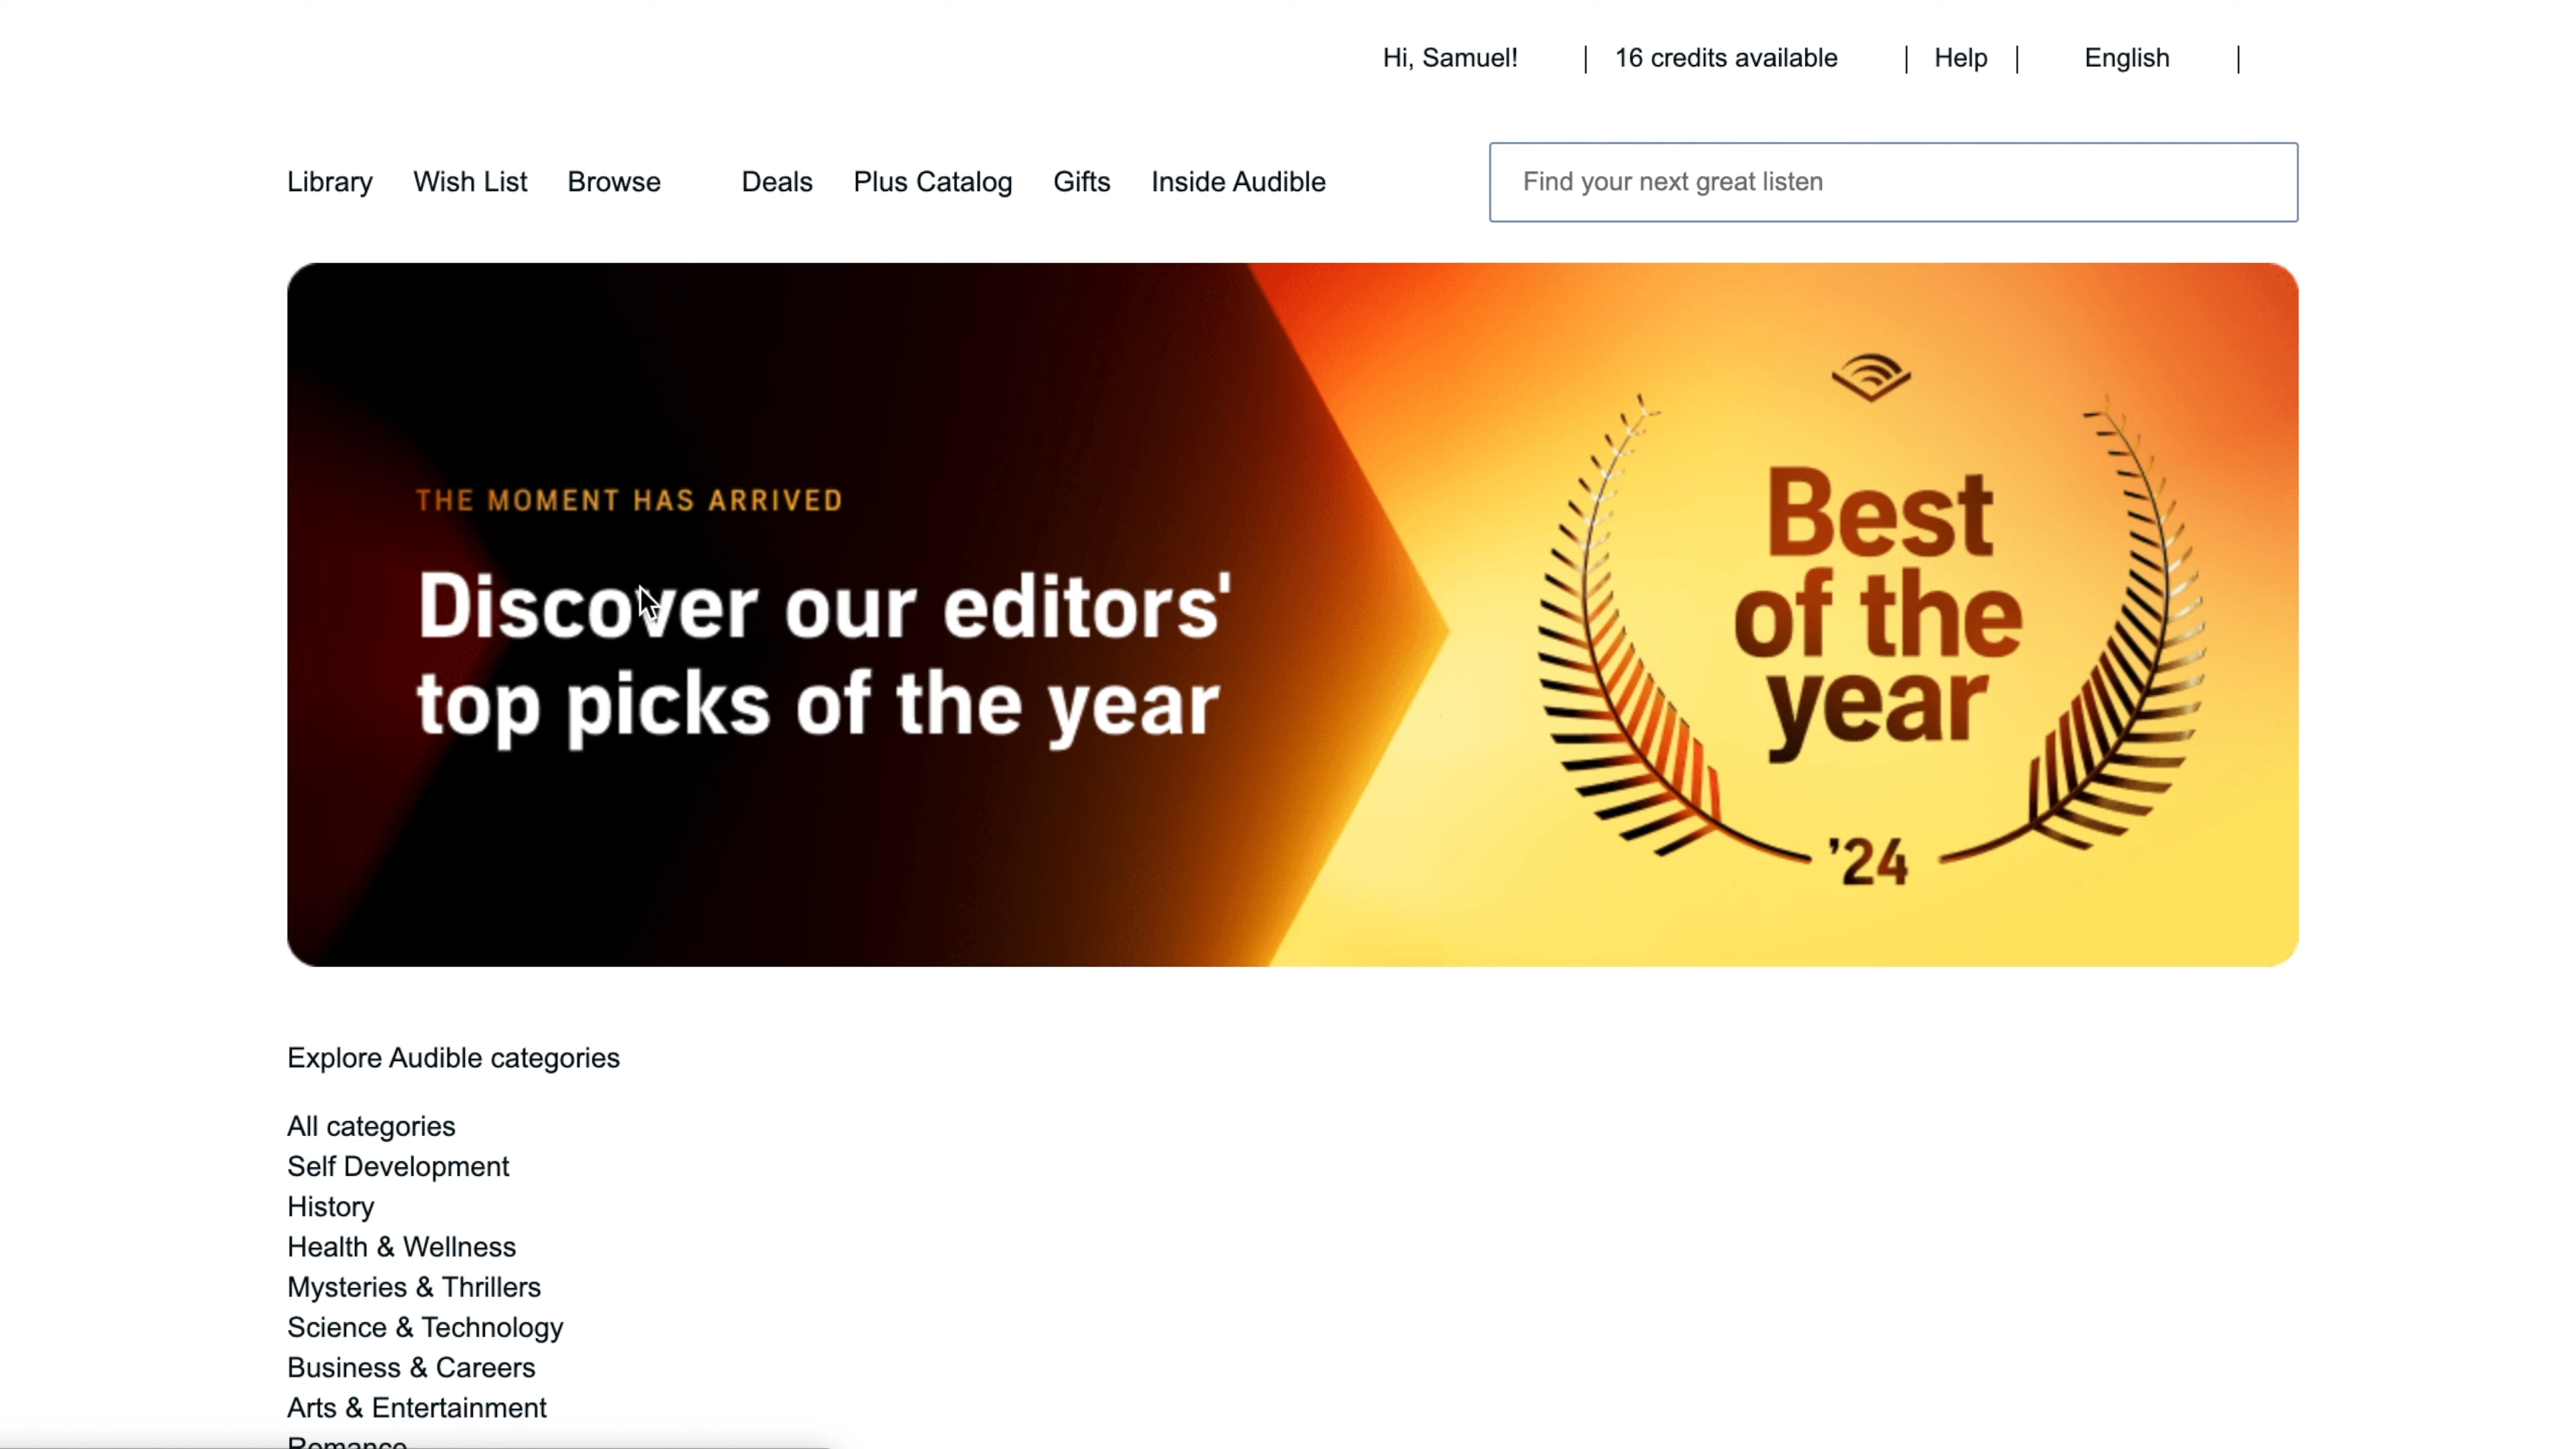 Hi, Samuel! | 16 credits available | Help | English |
Library Wish List Browse Deals Plus Catalog Gifts Inside Audible
Find your next great listen
THE MOMENT HAS ARRIVED
Discover our editors'
top picks of the year
Best
of the
year
'24
Explore Audible categories
All categories
Self Development
History
Health & Wellness
Mysteries & Thrillers
Science & Technology
Business & Careers
Arts & Entertainment
Romance